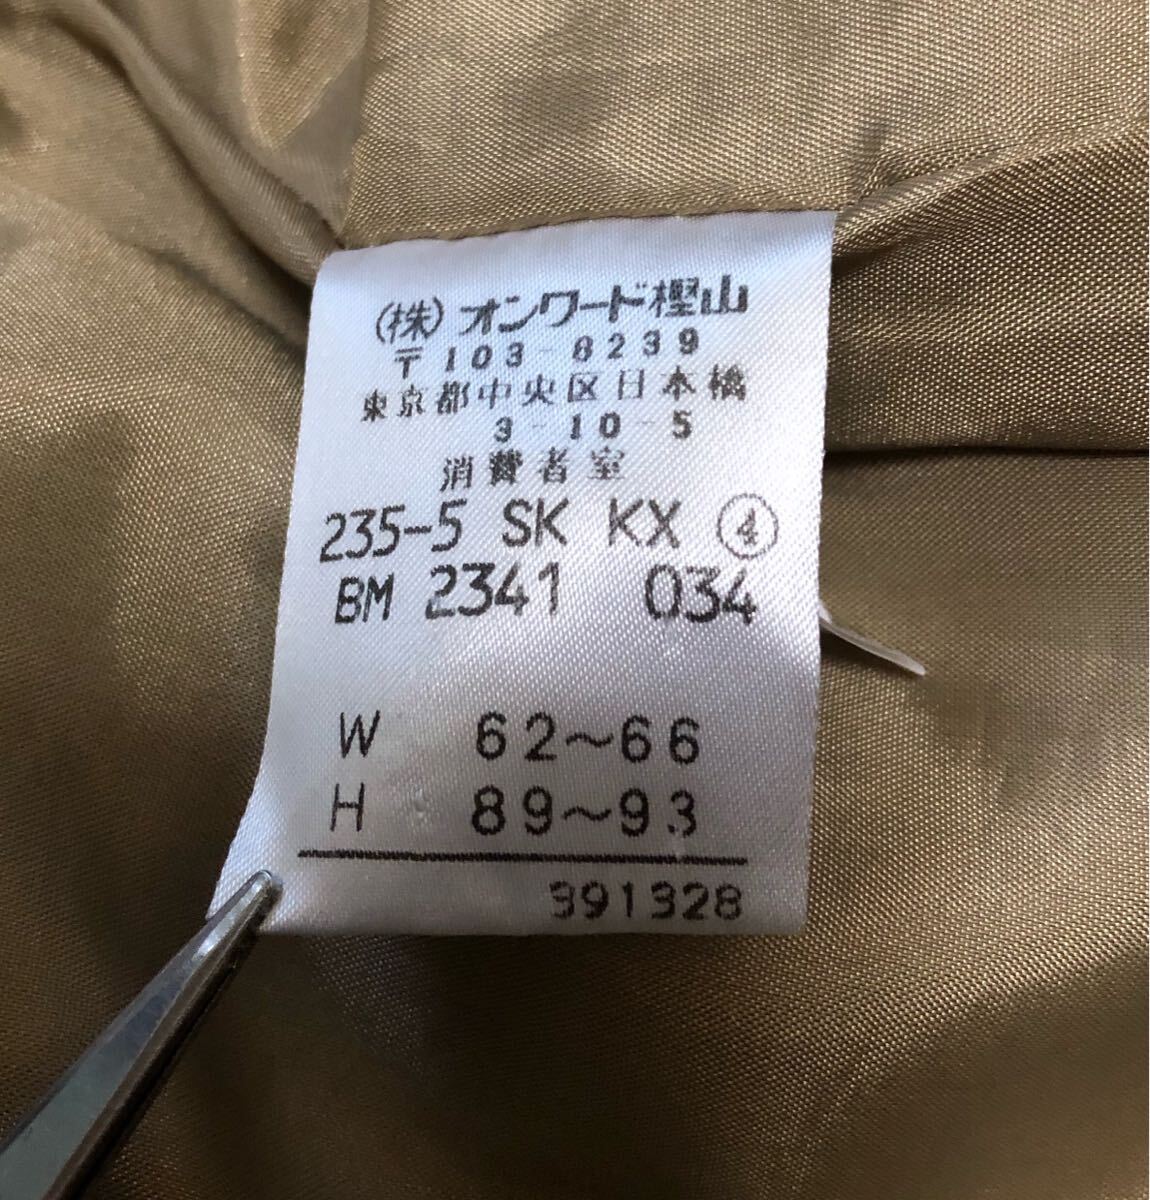 (株)オンワード樫山
〒103-8239
東京都中央区日本橋
3-10-5
消費者室
235-5 SK KX ④
BM 2341 034
W 62~66
H 89~93
391328